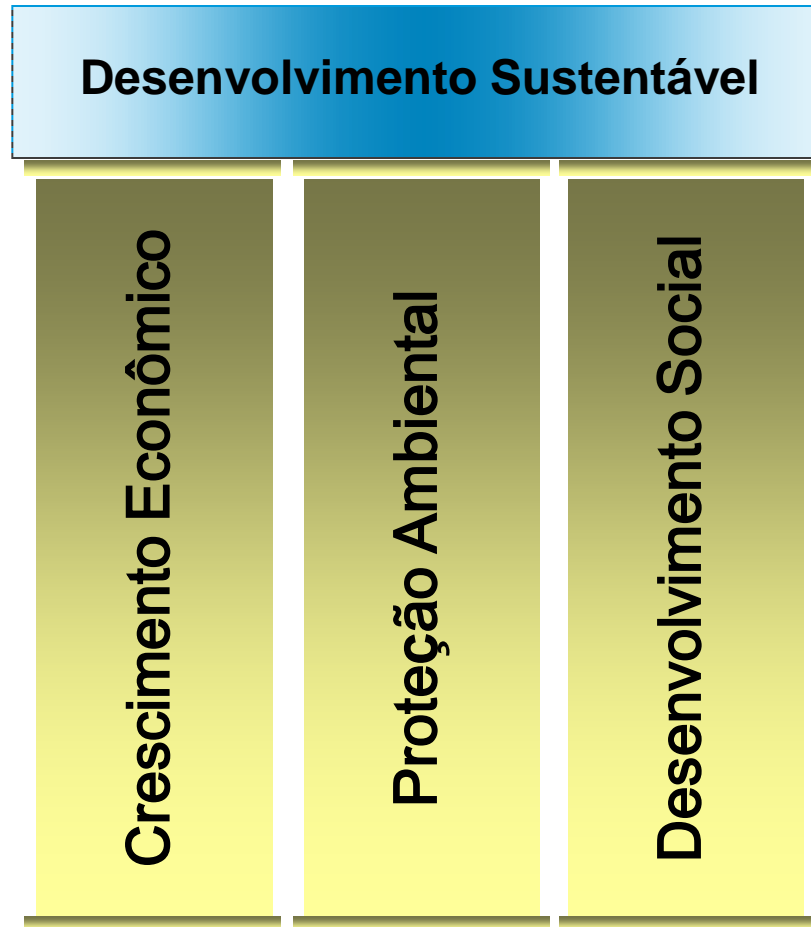 Desenvolvimento Sustentável
Crescimento Econômico
Proteção Ambiental
Desenvolvimento Social